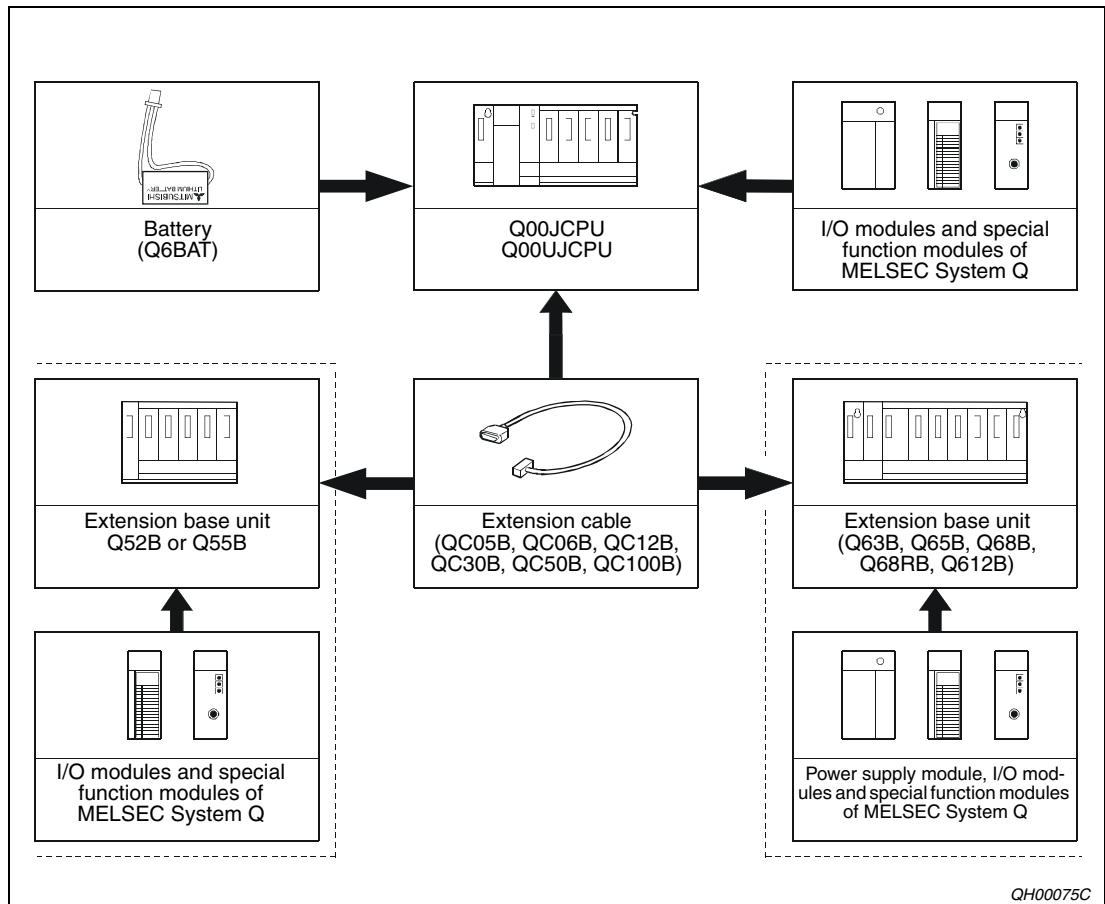 MITSUBISHI
LITHIUM BATTERY
Battery
(Q6BAT)
Q00JCPU
Q00UJCPU
I/O modules and special
function modules of
MELSEC System Q
Extension base unit
Q52B or Q55B
Extension cable
(QC05B, QC06B, QC12B,
QC30B, QC50B, QC100B)
Extension base unit
(Q63B, Q65B, Q68B,
Q68RB, Q612B)
I/O modules and special
function modules of
MELSEC System Q
Power supply module, I/O mod-
ules and special function modules
of MELSEC System Q
QH00075C